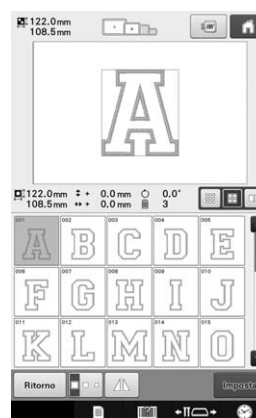 122.0mm
108.5mm
A
122.0mm + 0.0mm 0.0°
108.5mm + 0.0mm 3
001 002 003 004 005
A B C D E
006 007 008 009 010
F G H I J
011 012 013 014 015
K L M N O
Ritorno Imposta